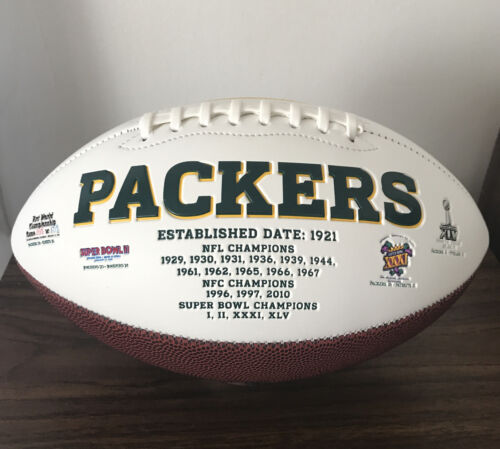 PACKERS
ESTABLISHED DATE: 1921
NFL CHAMPIONS
1929, 1930, 1931, 1936, 1939, 1944,
1961, 1962, 1965, 1966, 1967
NFC CHAMPIONS
1996, 1997, 2010
SUPER BOWL CHAMPIONS
I, II, XXXI, XLV
SUPER BOWL II
XXXI
XLV